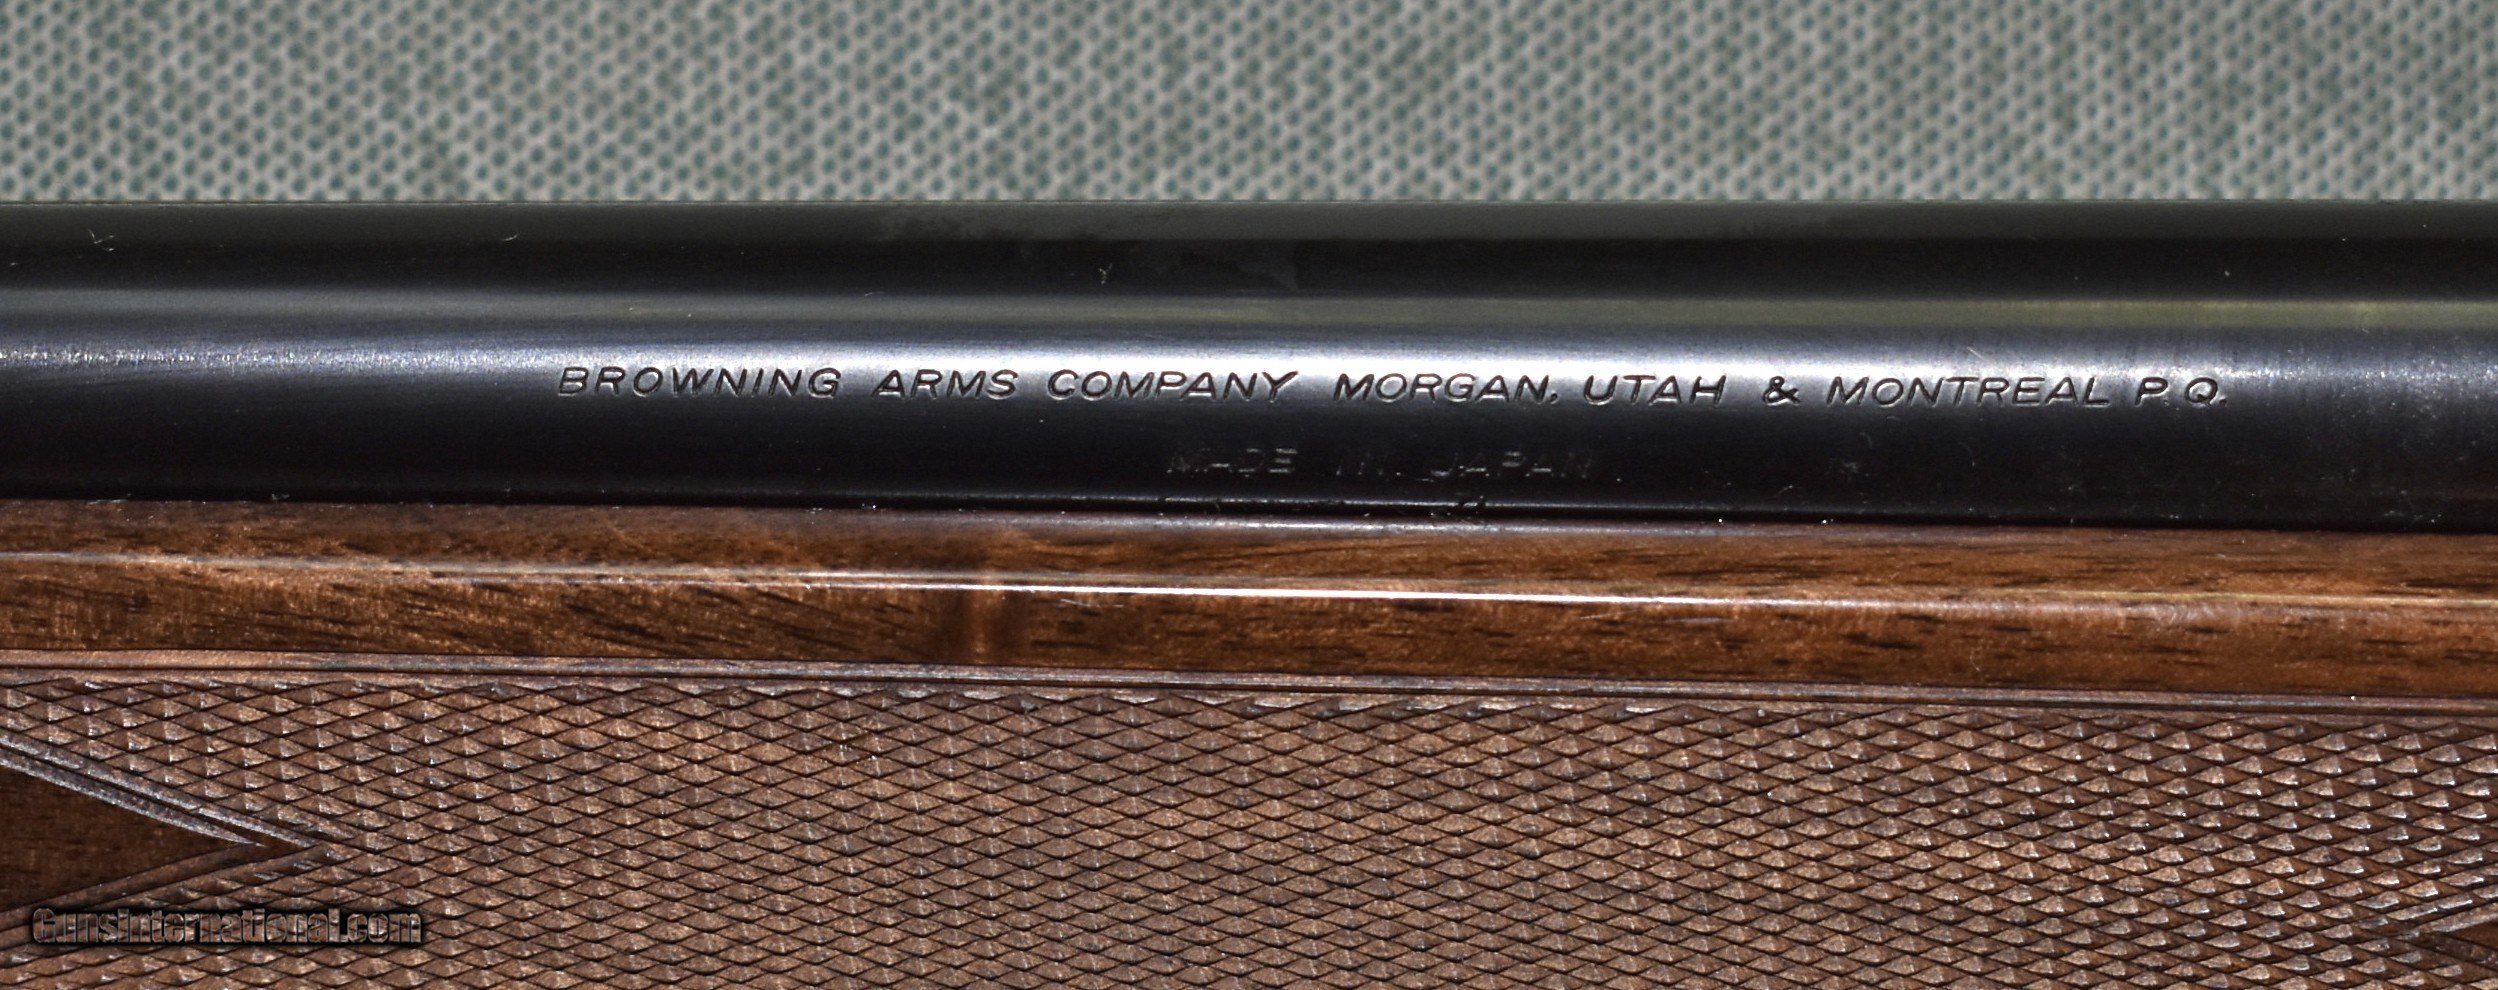 BROWNING ARMS COMPANY MORGAN, UTAH & MONTREAL P.Q.
MADE IN JAPAN
GunsInternational.com